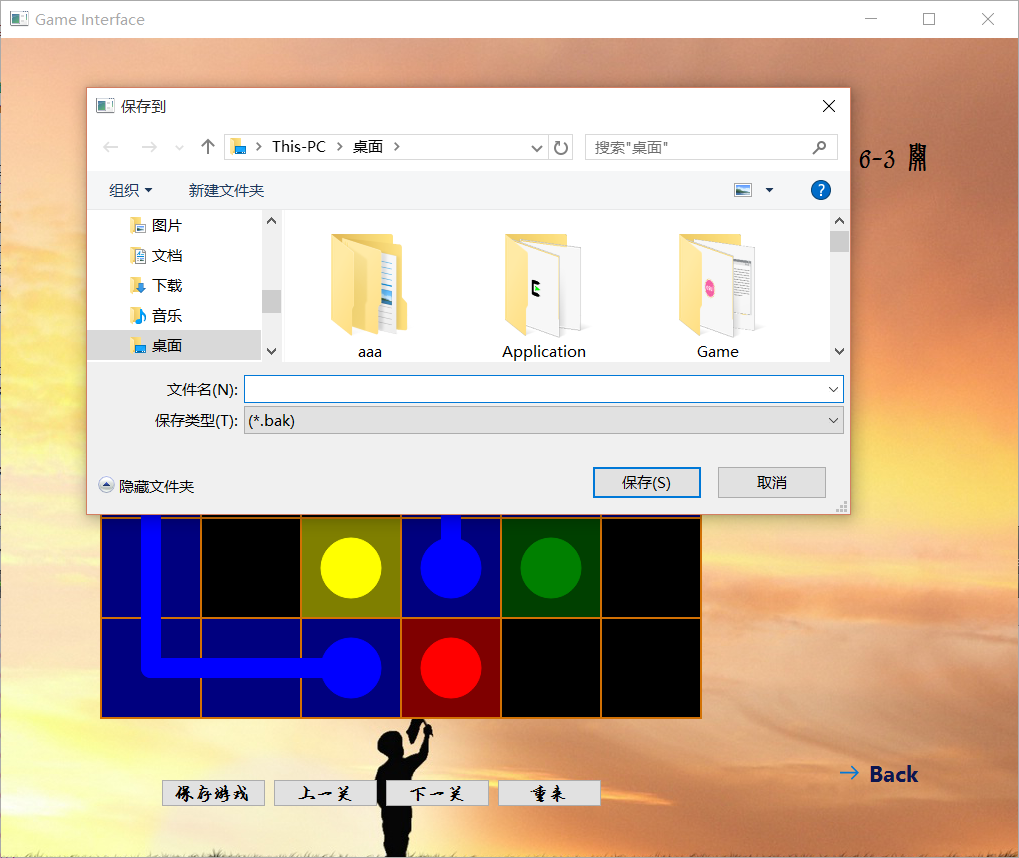 Game Interface
保存到
This-PC
桌面
搜索"桌面"
6-3 關
组织
新建文件夹
?
图片
文档
下载
音乐
桌面
aaa
Application
Game
文件名(N):
保存类型(T):
(*.bak)
隐藏文件夹
保存(S)
取消
Back
保存游戏
上一关
下一关
重来